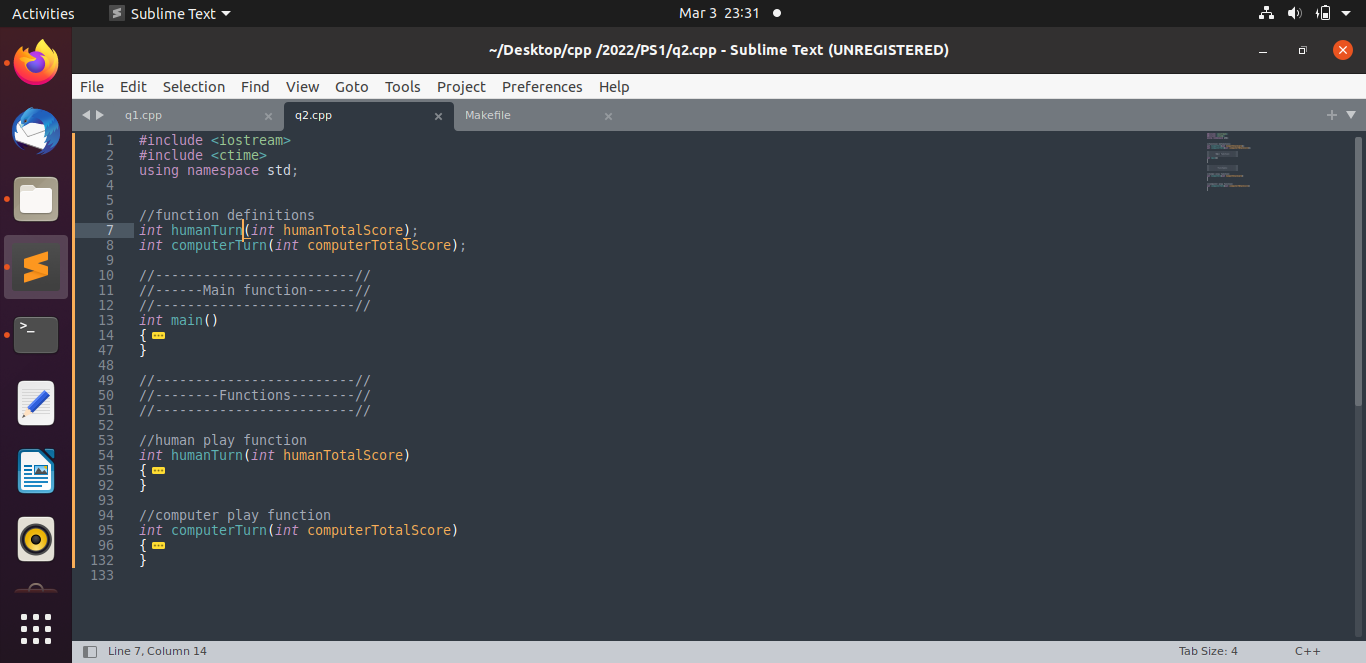 Activities Sublime Text Mar 3 23:31
~/Desktop/cpp /2022/PS1/q2.cpp - Sublime Text (UNREGISTERED)
File Edit Selection Find View Goto Tools Project Preferences Help
q1.cpp × q2.cpp × Makefile ×
1 #include <iostream>
2 #include <ctime>
3 using namespace std;
4
5
6 //function definitions
7 int humanTurn(int humanTotalScore);
8 int computerTurn(int computerTotalScore);
9
10 //-------------------------//
11 //------Main function------//
12 //-------------------------//
13 int main()
14 {
47 }
48
49 //-------------------------//
50 //--------Functions--------//
51 //-------------------------//
52
53 //human play function
54 int humanTurn(int humanTotalScore)
55 {
92 }
93
94 //computer play function
95 int computerTurn(int computerTotalScore)
96 {
132 }
133
Line 7, Column 14 Tab Size: 4 C++